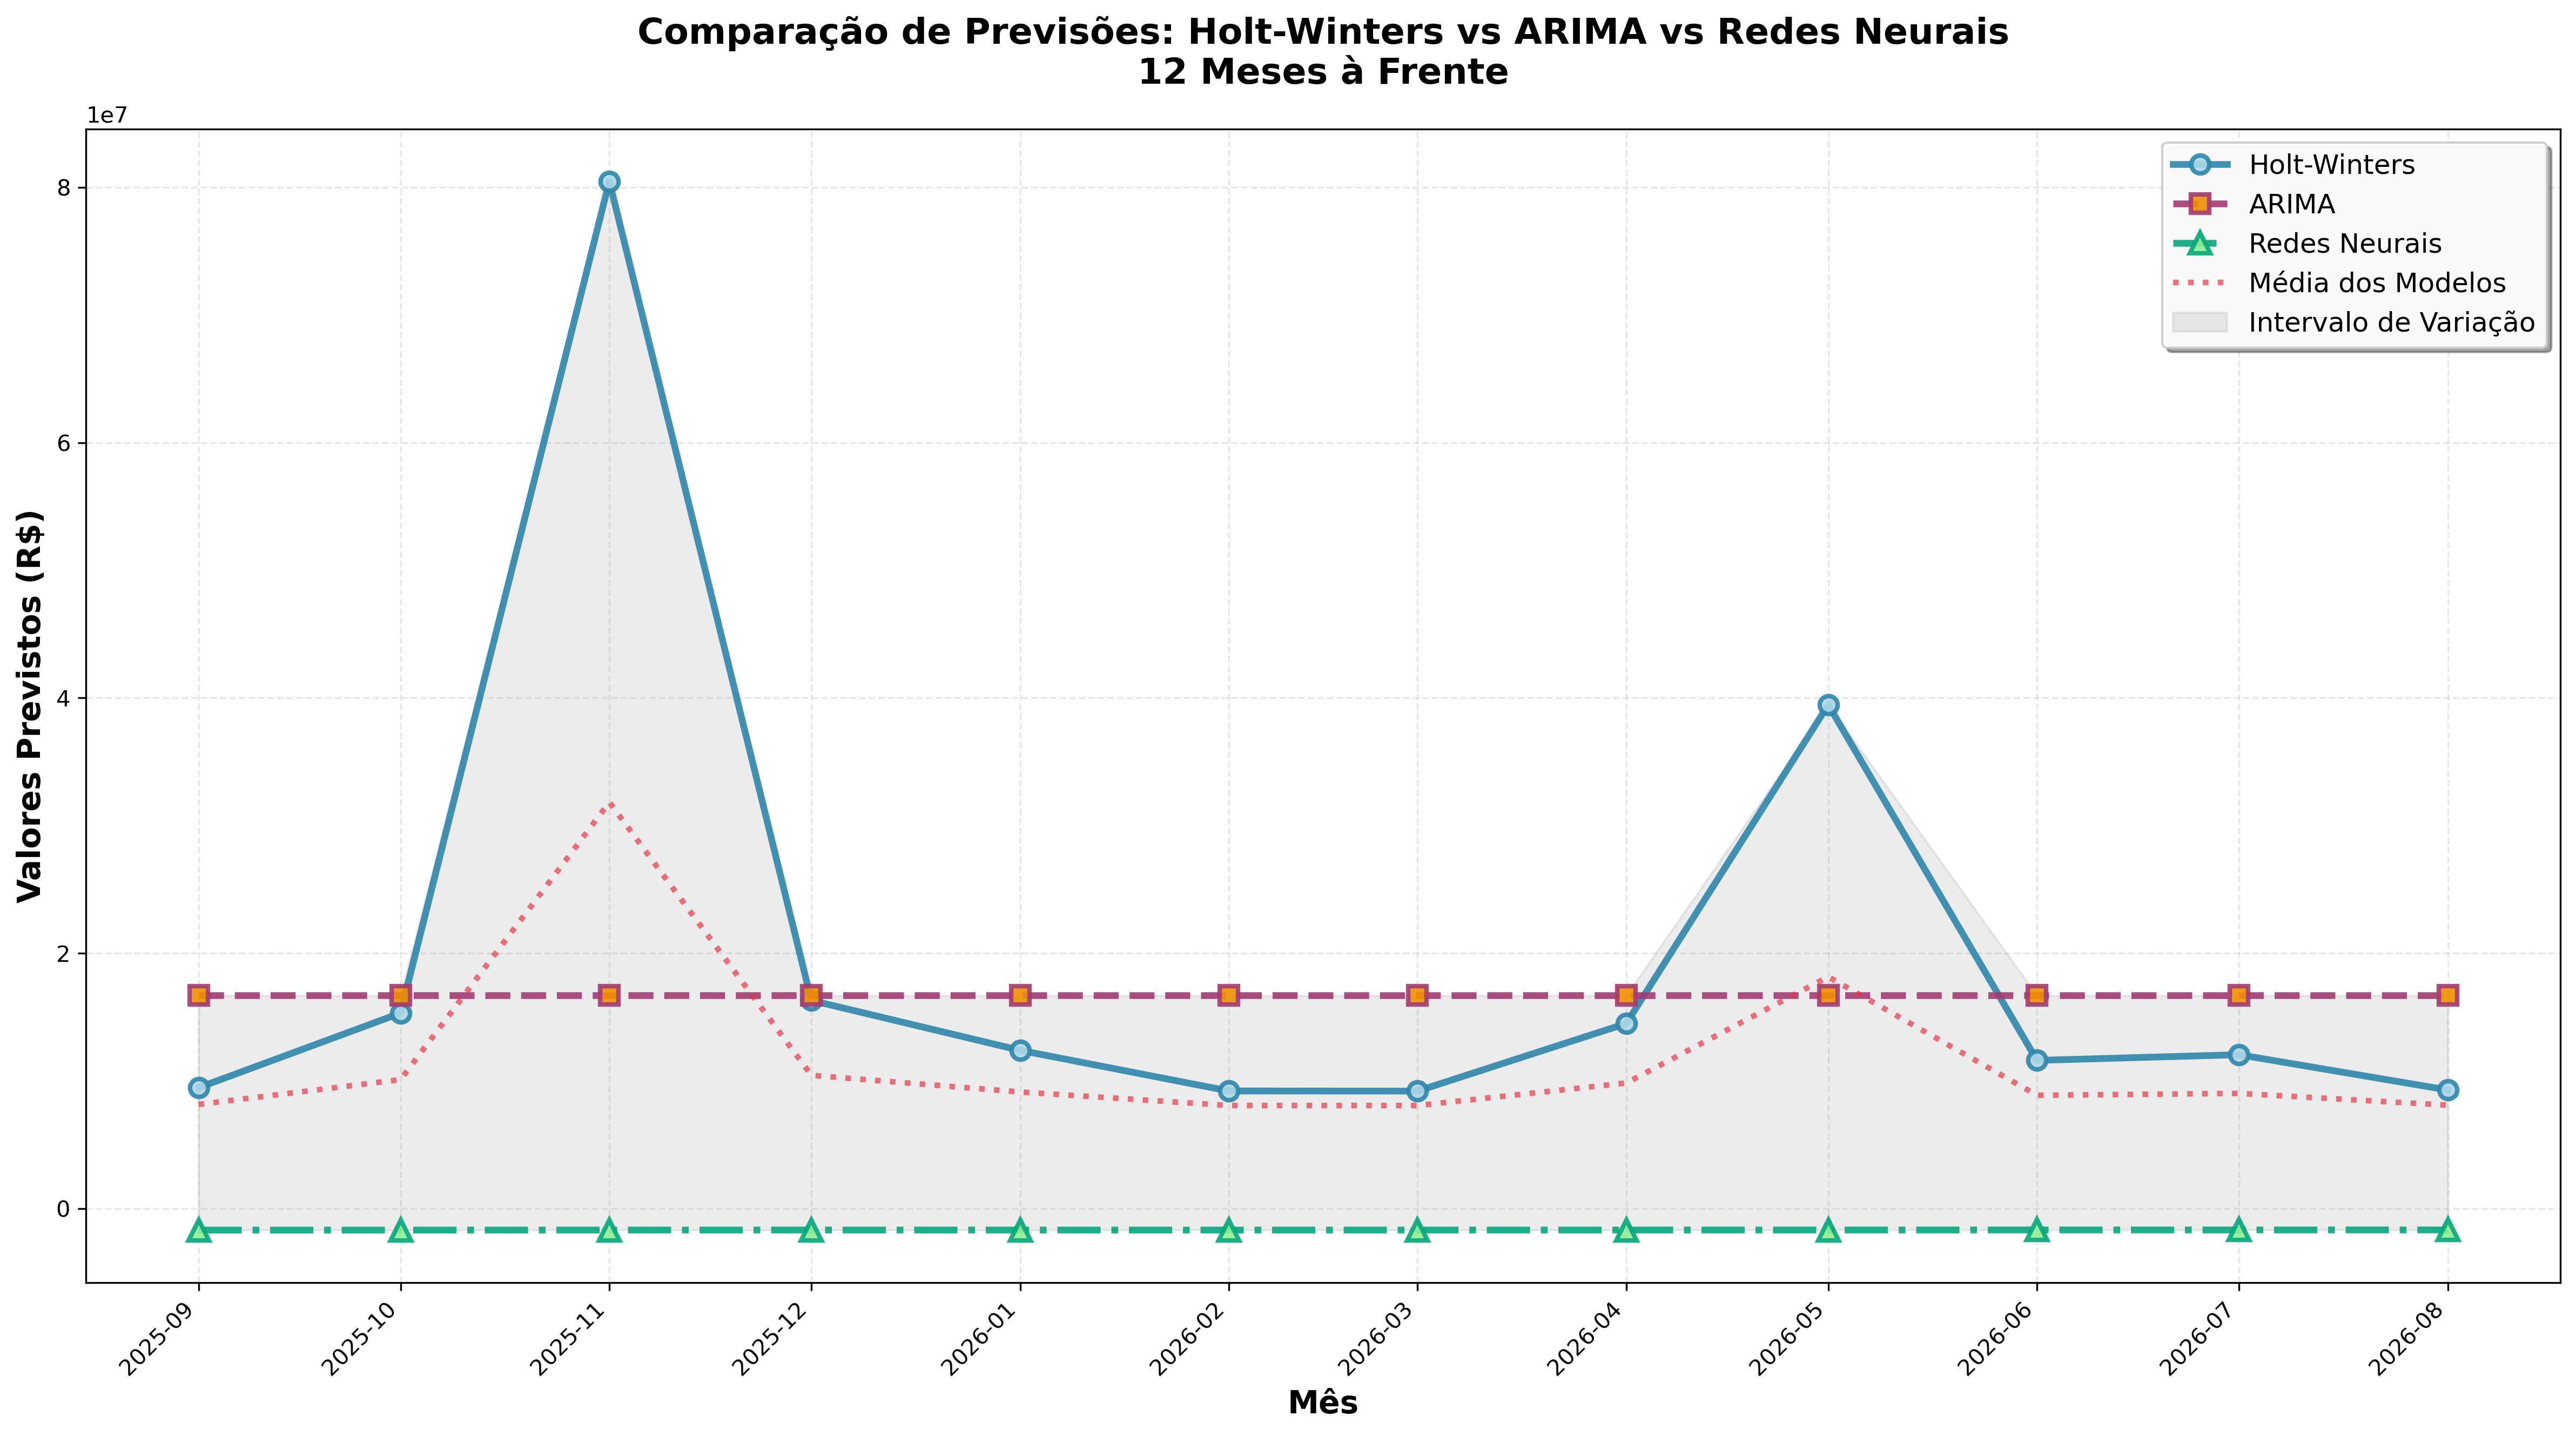 Comparação de Previsões: Holt-Winters vs ARIMA vs Redes Neurais
12 Meses à Frente
1e7
Holt-Winters
ARIMA
Redes Neurais
Média dos Modelos
Intervalo de Variação
Valores Previstos (R$)
8
6
4
2
0
2025-09
2025-10
2025-11
2025-12
2026-01
2026-02
2026-03
2026-04
2026-05
2026-06
2026-07
2026-08
Mês